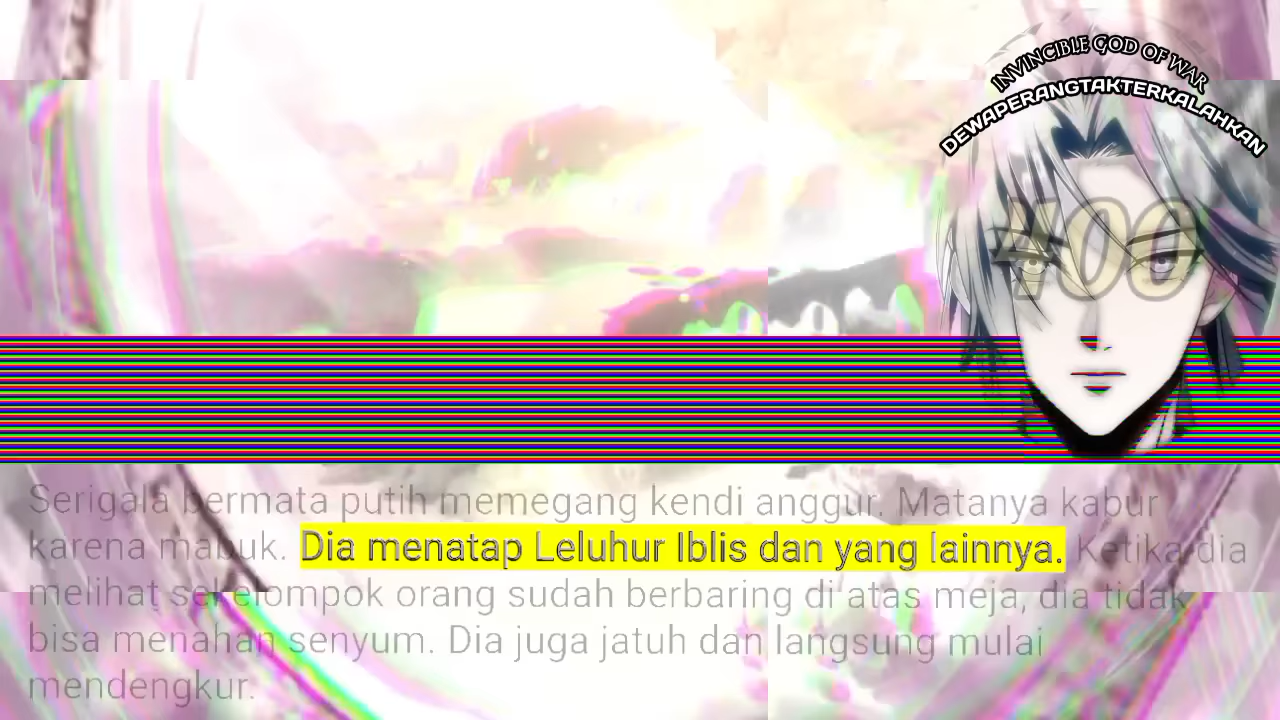 INVINCIBLE GOD OF WAR
DEWAPERANGTAKTERKALAHKAN
400
Serigala bermata putih memegang kendi anggur. Matanya kabur
karena mabuk. Dia menatap Leluhur Iblis dan yang lainnya. Ketika dia
melihat sekelompok orang sudah berbaring di atas meja, dia tidak
bisa menahan senyum. Dia juga jatuh dan langsung mulai
mendengkur.